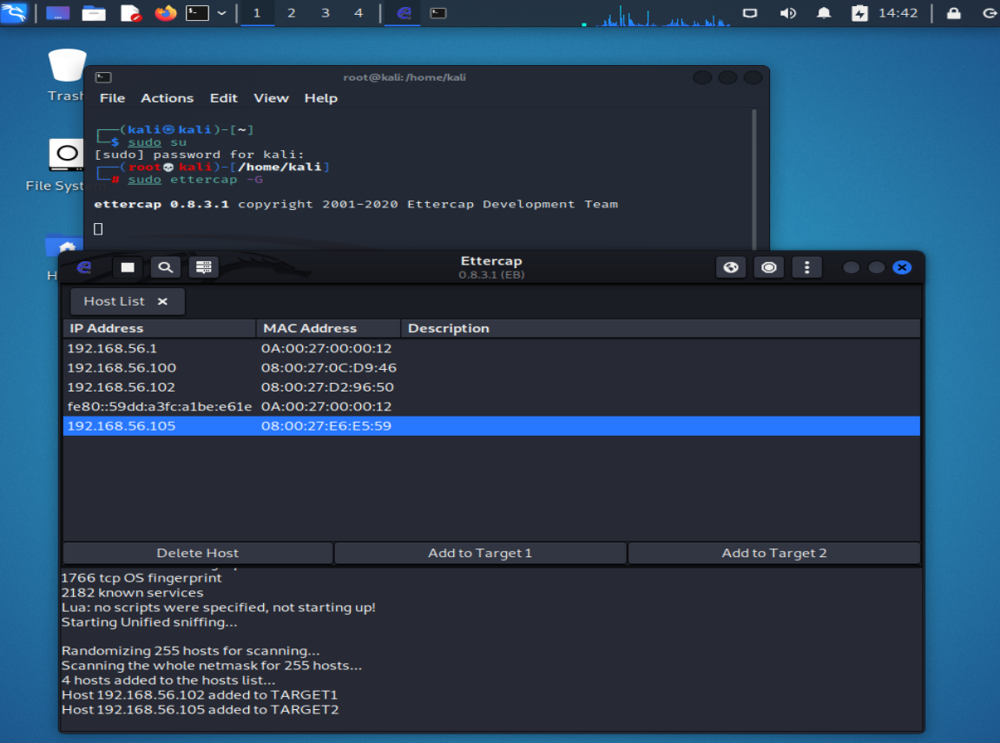 1 2 3 4
14:42
Trash
root@kali: /home/kali
File Actions Edit View Help
(kali㉿kali)-[~]
$ sudo su
[sudo] password for kali:
(root💀kali)-[/home/kali]
# sudo ettercap -G
ettercap 0.8.3.1 copyright 2001-2020 Ettercap Development Team
File System
H
Ettercap
0.8.3.1 (EB)
Host List ×
IP Address MAC Address Description
192.168.56.1 0A:00:27:00:00:12
192.168.56.100 08:00:27:0C:D9:46
192.168.56.102 08:00:27:D2:96:50
fe80::59dd:a3fc:a1be:e61e 0A:00:27:00:00:12
192.168.56.105 08:00:27:E6:E5:59
Delete Host Add to Target 1 Add to Target 2
1766 tcp OS fingerprint
2182 known services
Lua: no scripts were specified, not starting up!
Starting Unified sniffing...
Randomizing 255 hosts for scanning...
Scanning the whole netmask for 255 hosts...
4 hosts added to the hosts list...
Host 192.168.56.102 added to TARGET1
Host 192.168.56.105 added to TARGET2